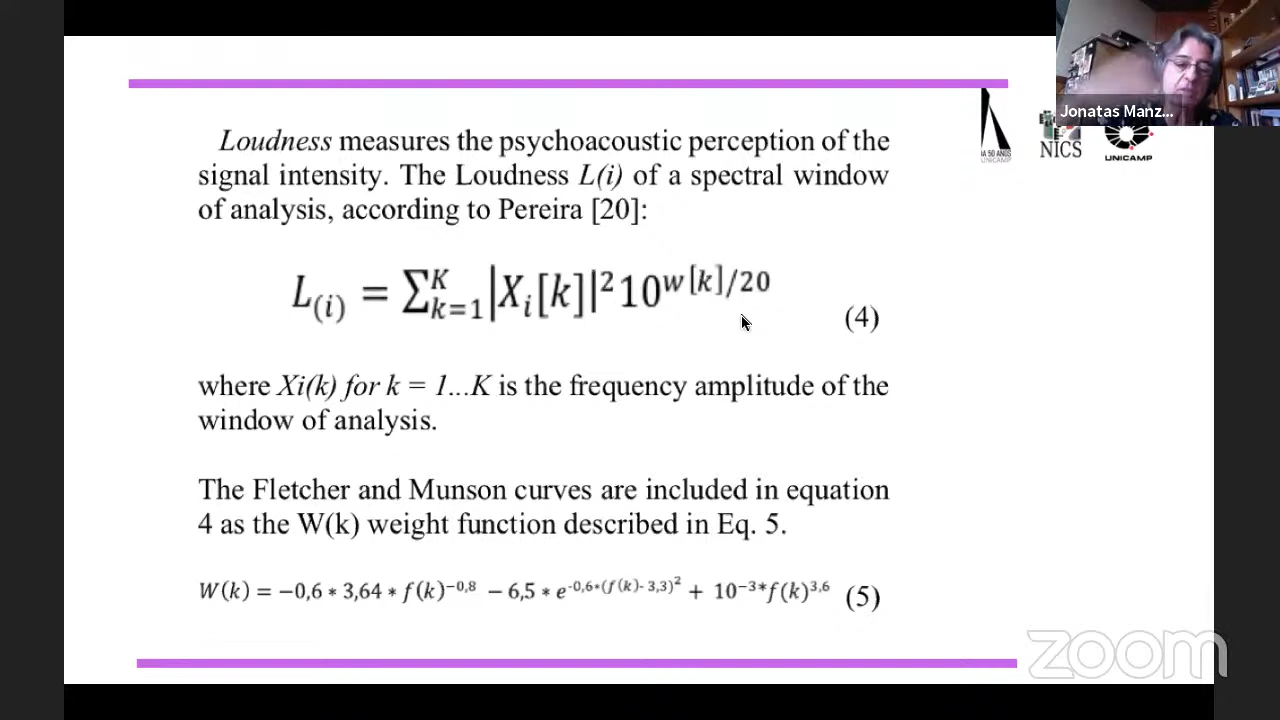 Loudness measures the psychoacoustic perception of the
signal intensity. The Loudness L(i) of a spectral window
of analysis, according to Pereira [20]:
L₍ᵢ₎ = ∑ᴷₖ₌₁|Xᵢ[k]|²10^w[k]/20
(4)
where Xi(k) for k = 1...K is the frequency amplitude of the
window of analysis.
The Fletcher and Munson curves are included in equation
4 as the W(k) weight function described in Eq. 5.
W(k) = −0,6 * 3,64 * f(k)^−0,8 − 6,5 * e^-0,6*(f(k)-3,3)² + 10^−3*f(k)^3,6 (5)
Jonatas Manz...
50 ANOS
UNICAMP
NICS
UNICAMP
zoom